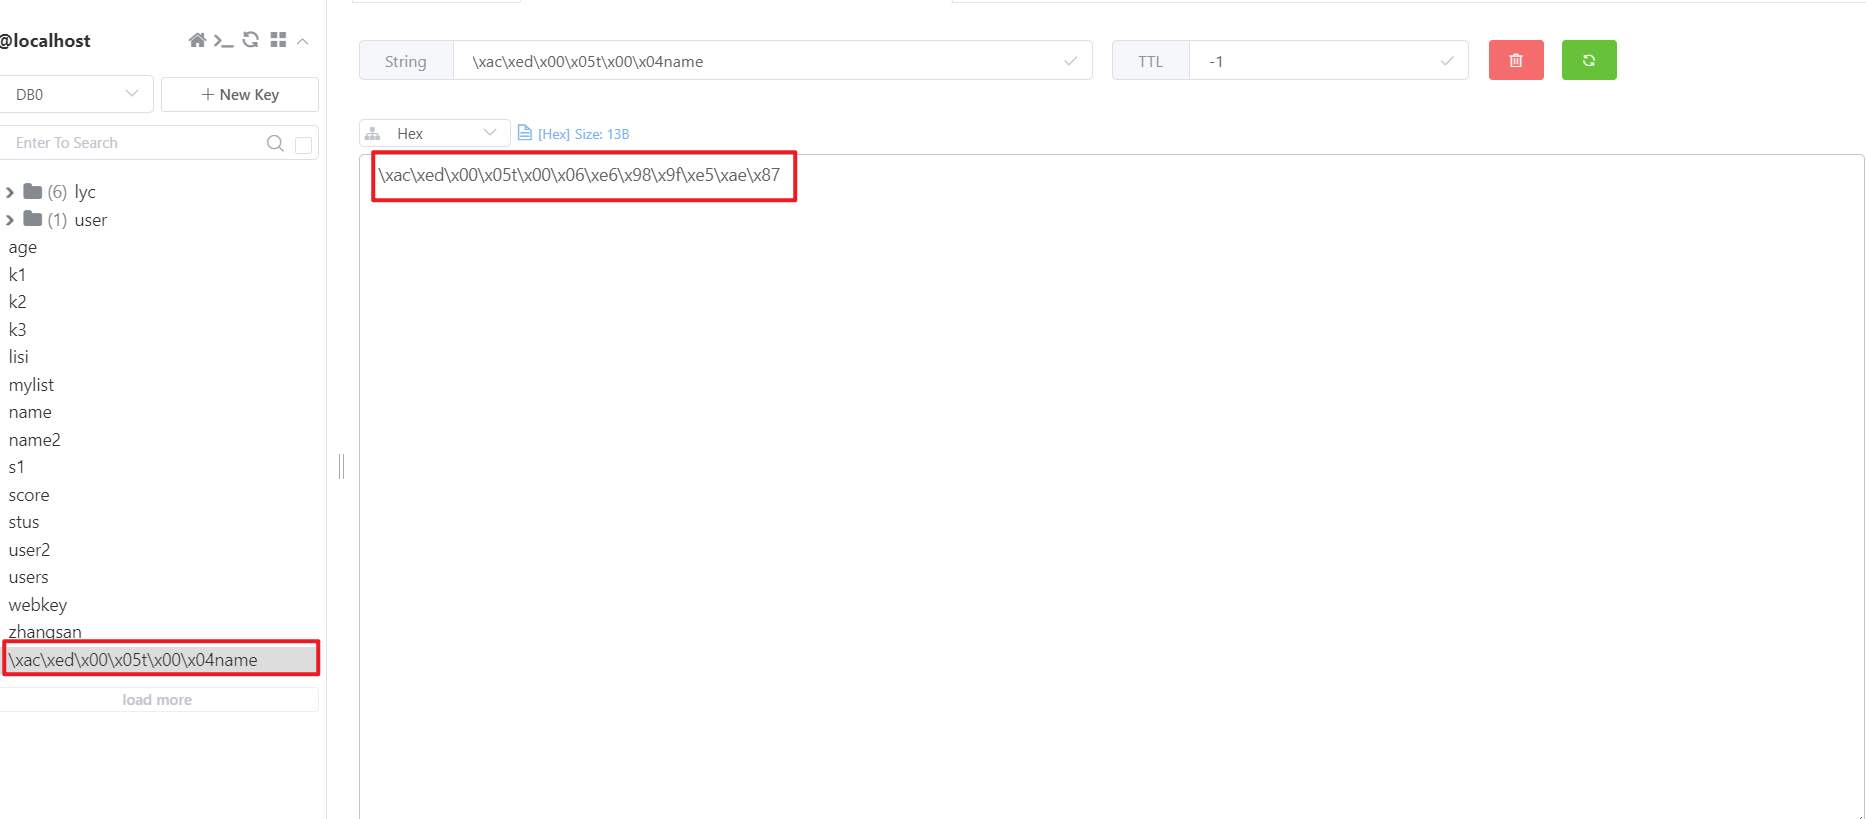 @localhost
DB0
+ New Key
Enter To Search
(6) lyc
(1) user
age
k1
k2
k3
lisi
mylist
name
name2
s1
score
stus
user2
users
webkey
zhangsan
\xac\xed\x00\x05t\x00\x04name
load more
String \xac\xed\x00\x05t\x00\x04name
TTL -1
Hex
[Hex] Size: 13B
\xac\xed\x00\x05t\x00\x06\xe6\x98\x9f\xe5\xae\x87